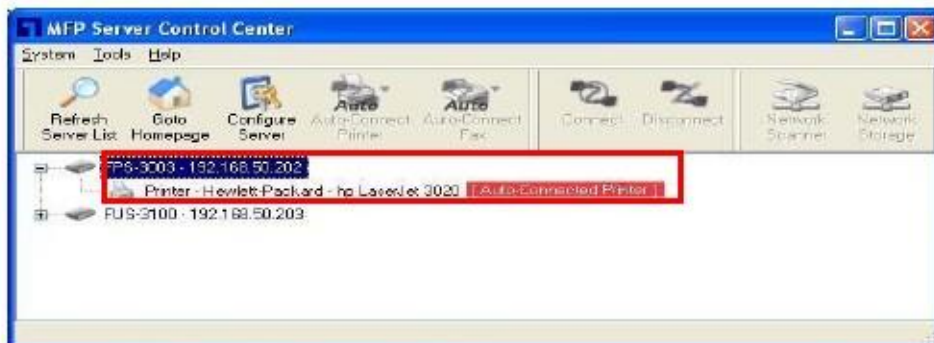 MFP Server Control Center
System Tools Help
Refresh Server List
Goto Homepage
Configure Server
Auto
Auto-Connect Printer
Auto
Auto-Connect Fax
Connect
Disconnect
Network Scanner
Network Storage
FPS-3003 - 192.168.50.202
Printer - Hewlett-Packard - hp LaserJet 3020 [ Auto-Connected Printer ]
FUS-3100 - 192.168.50.203